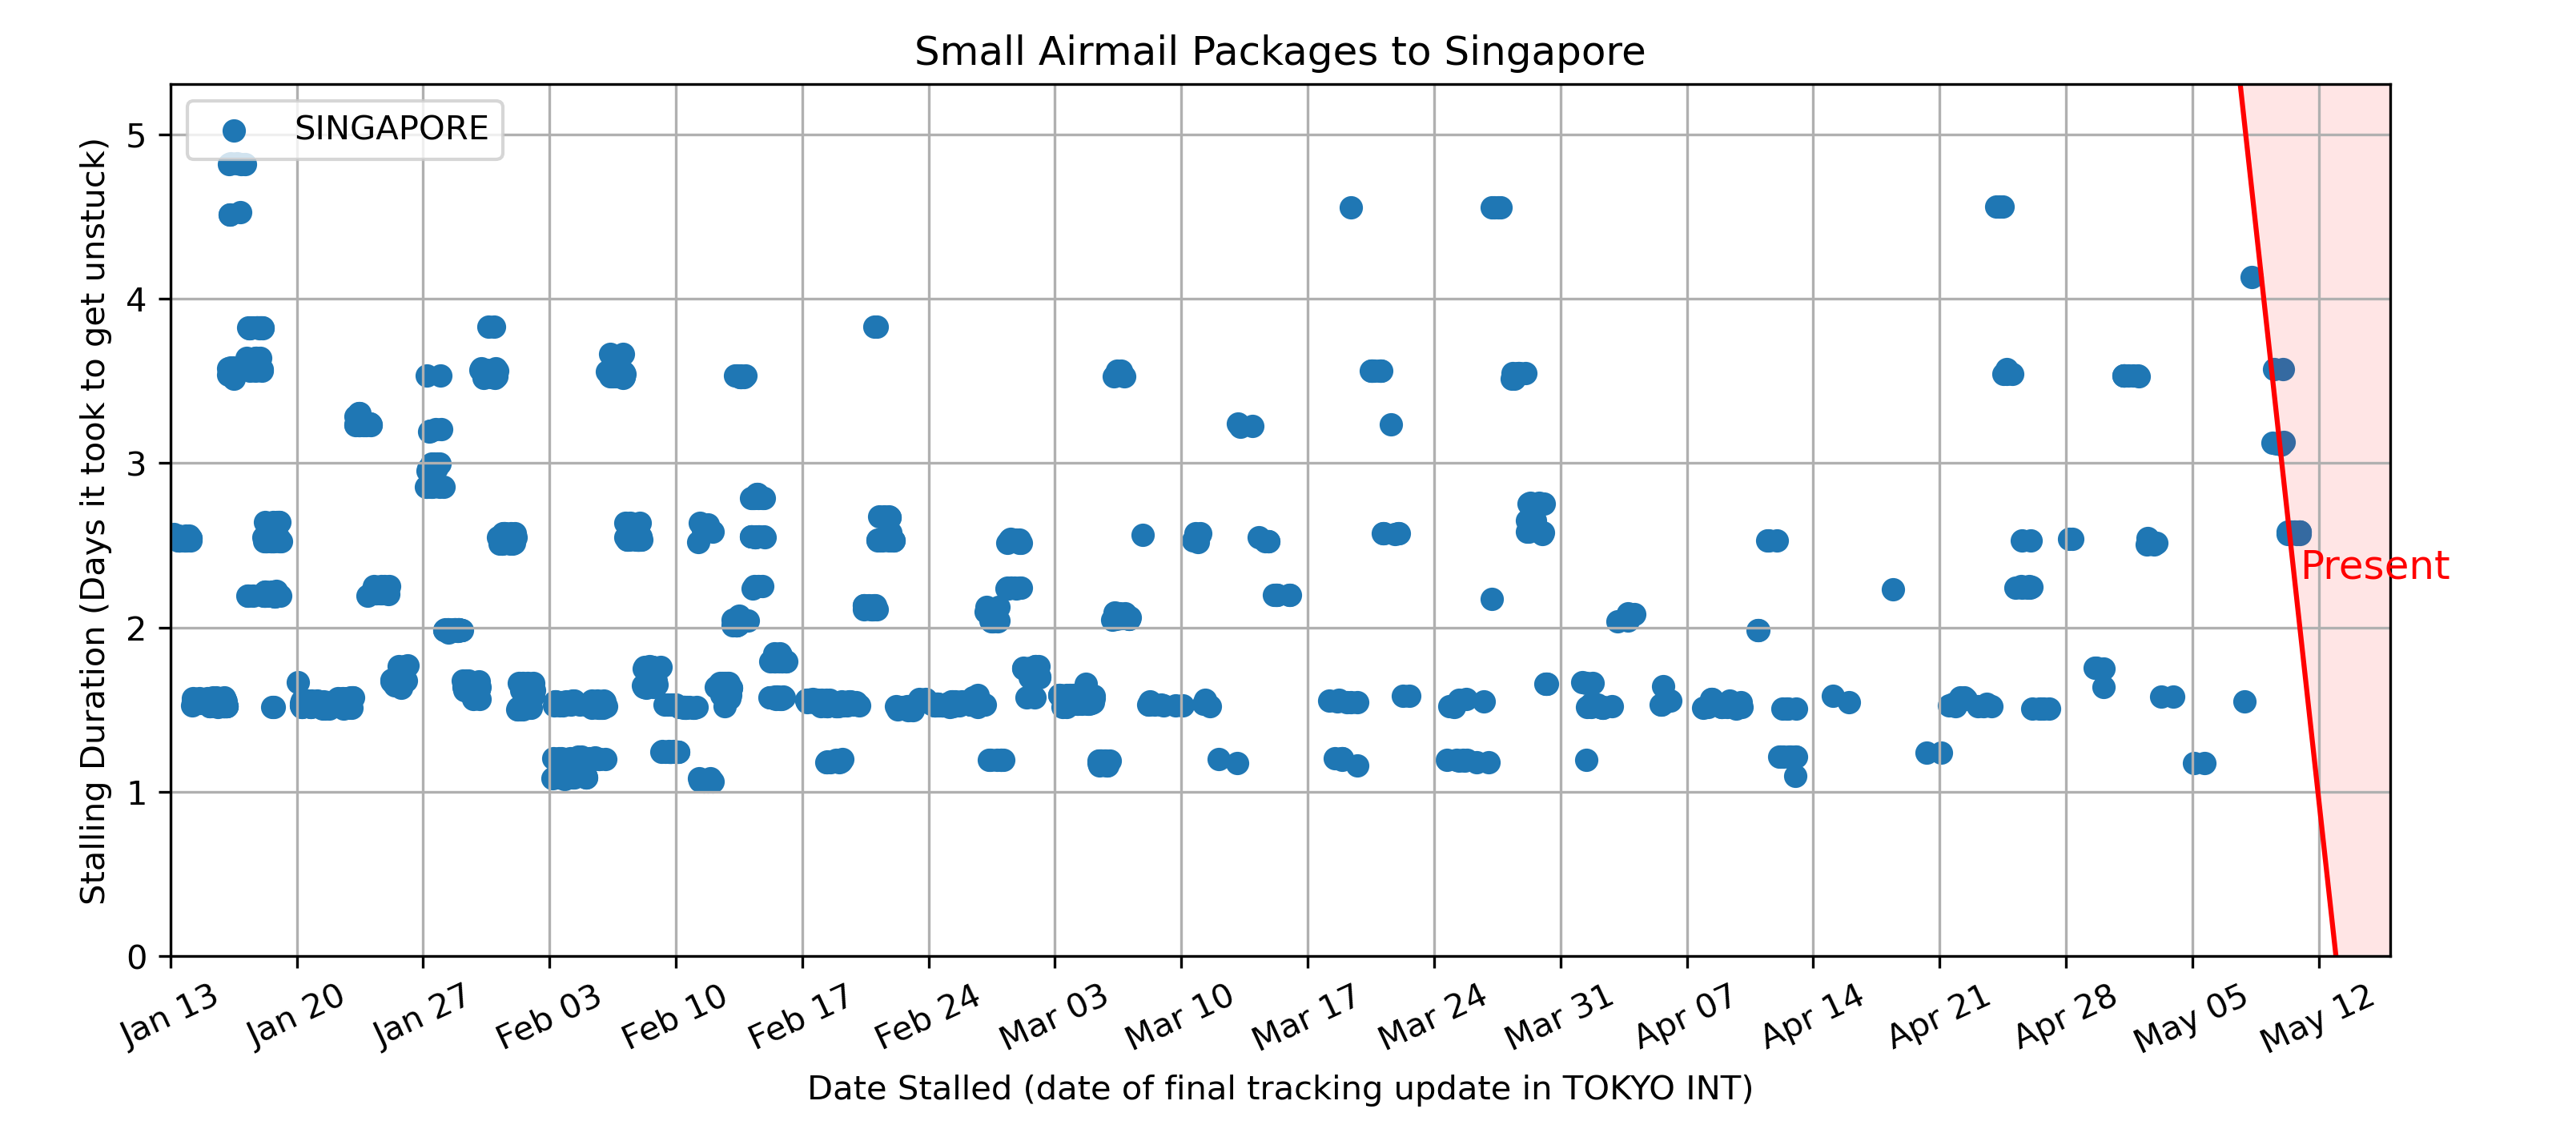 Small Airmail Packages to Singapore
SINGAPORE
Stalling Duration (Days it took to get unstuck)
5
4
3
2
1
0
Present
Jan 13
Jan 20
Jan 27
Feb 03
Feb 10
Feb 17
Feb 24
Mar 03
Mar 10
Mar 17
Mar 24
Mar 31
Apr 07
Apr 14
Apr 21
Apr 28
May 05
May 12
Date Stalled (date of final tracking update in TOKYO INT)